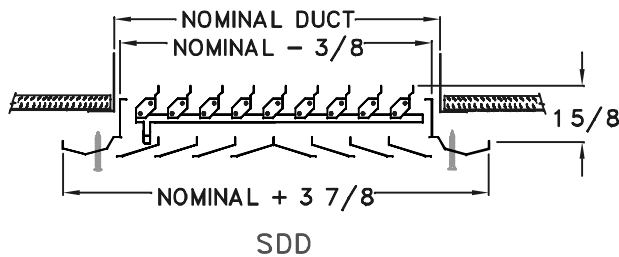 NOMINAL DUCT
NOMINAL - 3/8
1 5/8
NOMINAL + 3 7/8
SDD